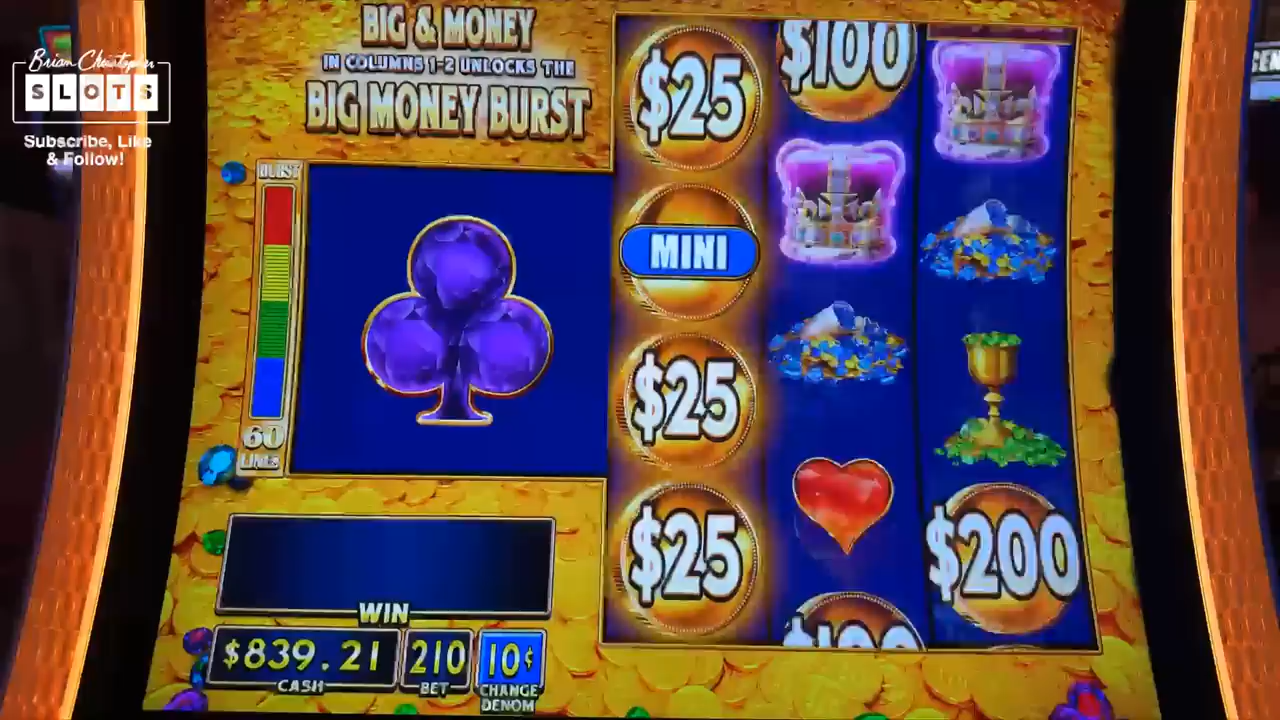 Brian Christopher
SLOTS
Subscribe, Like
& Follow!
BIG & MONEY
IN COLUMNS 1-2 UNLOCKS THE
BIG MONEY BURST
BURST
60
LINES
$25
MINI
$25
$25
$100
$100
$200
WIN
$839.21
CASH
210
BET
10¢
CHANGE
DENOM